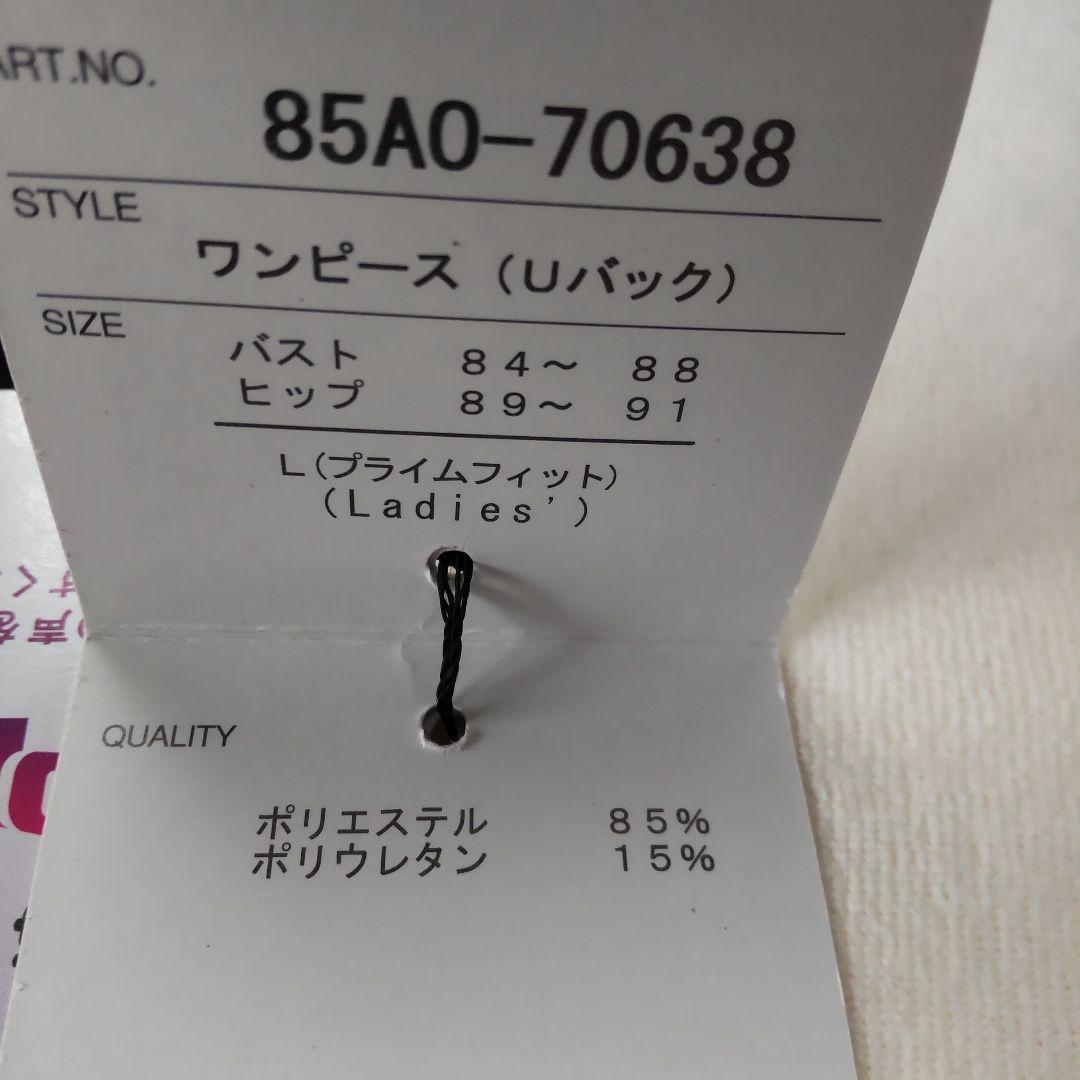 ART.NO.
85A0-70638
STYLE
ワンピース（Uバック）
SIZE
バスト 84～ 88
ヒップ 89～ 91
L（プライムフィット）
（Ladies’）
QUALITY
ポリエステル 85%
ポリウレタン 15%